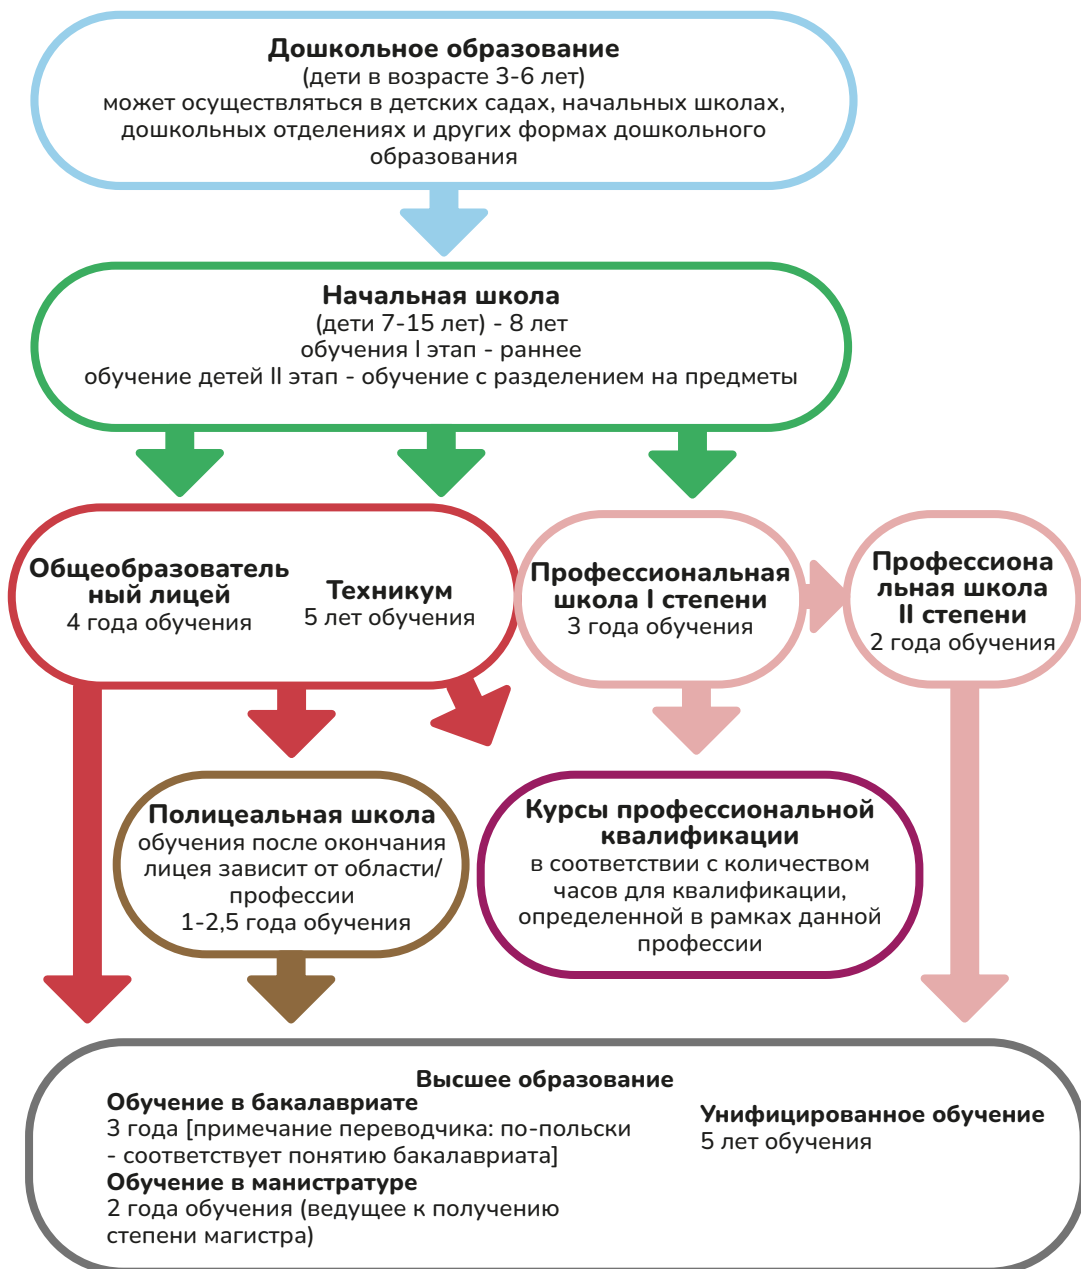 Дошкольное образование
(дети в возрасте 3-6 лет)
может осуществляться в детских садах, начальных школах,
дошкольных отделениях и других формах дошкольного
образования
Начальная школа
(дети 7-15 лет) - 8 лет
обучения I этап - раннее
обучение детей II этап - обучение с разделением на предметы
Общеобразователь
ный лицей
4 года обучения
Техникум
5 лет обучения
Профессиональная
школа I степени
3 года обучения
Профессиона
льная школа
II степени
2 года обучения
Полицеальная школа
обучения после окончания
лицея зависит от области/
профессии
1-2,5 года обучения
Курсы профессиональной
квалификации
в соответствии с количеством
часов для квалификации,
определенной в рамках данной
профессии
Высшее образование
Обучение в бакалавриате
3 года [примечание переводчика: по-польски
- соответствует понятию бакалавриата]
Обучение в манистратуре
2 года обучения (ведущее к получению
степени магистра)
Унифицированное обучение
5 лет обучения